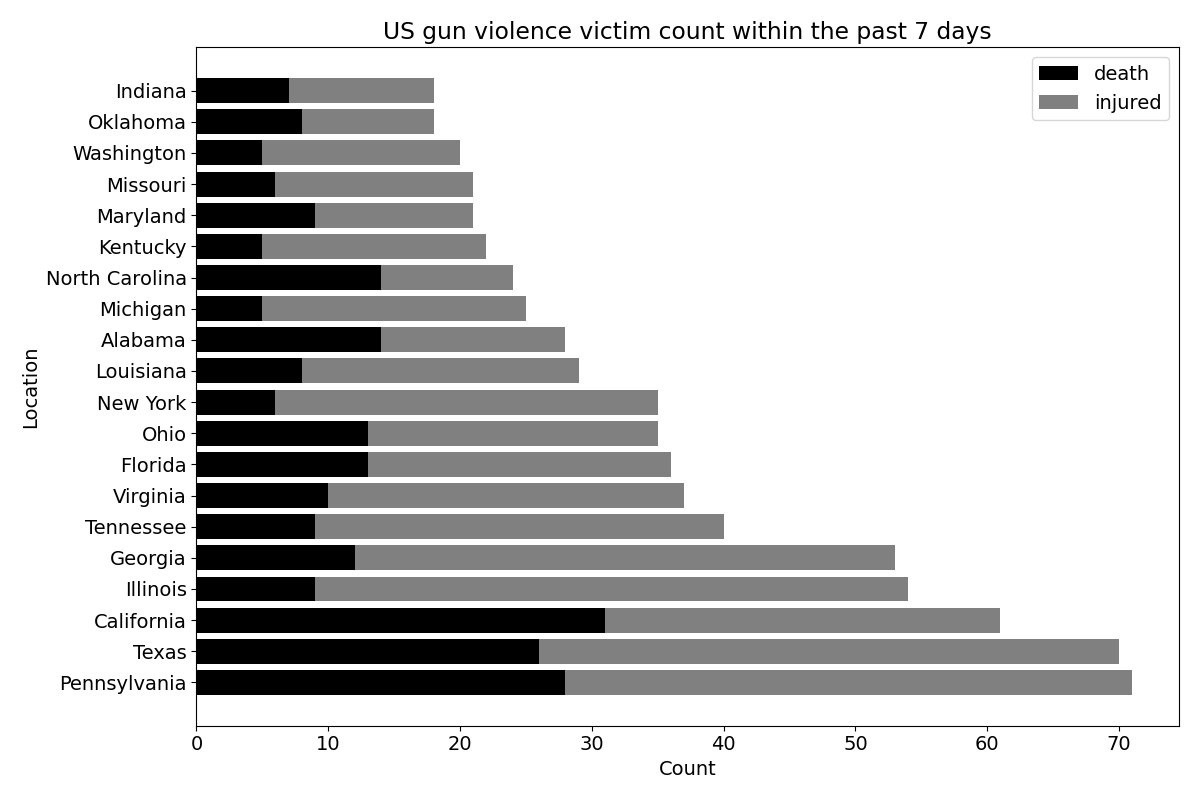 US gun violence victim count within the past 7 days
death
injured
Indiana
Oklahoma
Washington
Missouri
Maryland
Kentucky
North Carolina
Michigan
Alabama
Louisiana
New York
Ohio
Florida
Virginia
Tennessee
Georgia
Illinois
California
Texas
Pennsylvania
Location
0 10 20 30 40 50 60 70
Count